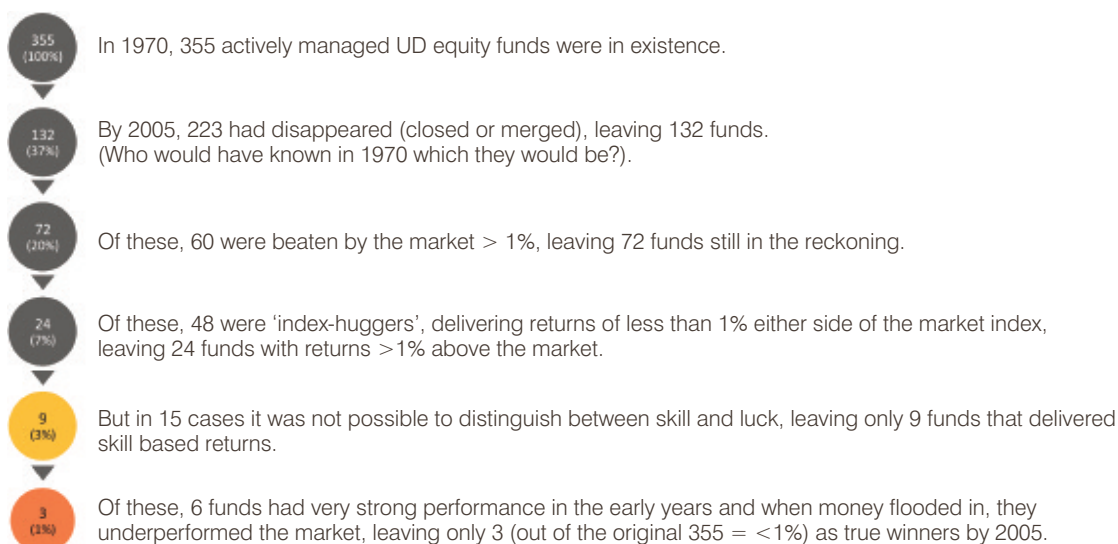 355
(100%)
In 1970, 355 actively managed UD equity funds were in existence.
132
(37%)
By 2005, 223 had disappeared (closed or merged), leaving 132 funds.
(Who would have known in 1970 which they would be?).
72
(20%)
Of these, 60 were beaten by the market > 1%, leaving 72 funds still in the reckoning.
24
(7%)
Of these, 48 were ‘index-huggers’, delivering returns of less than 1% either side of the market index,
leaving 24 funds with returns >1% above the market.
9
(3%)
But in 15 cases it was not possible to distinguish between skill and luck, leaving only 9 funds that delivered
skill based returns.
3
(1%)
Of these, 6 funds had very strong performance in the early years and when money flooded in, they
underperformed the market, leaving only 3 (out of the original 355 = <1%) as true winners by 2005.